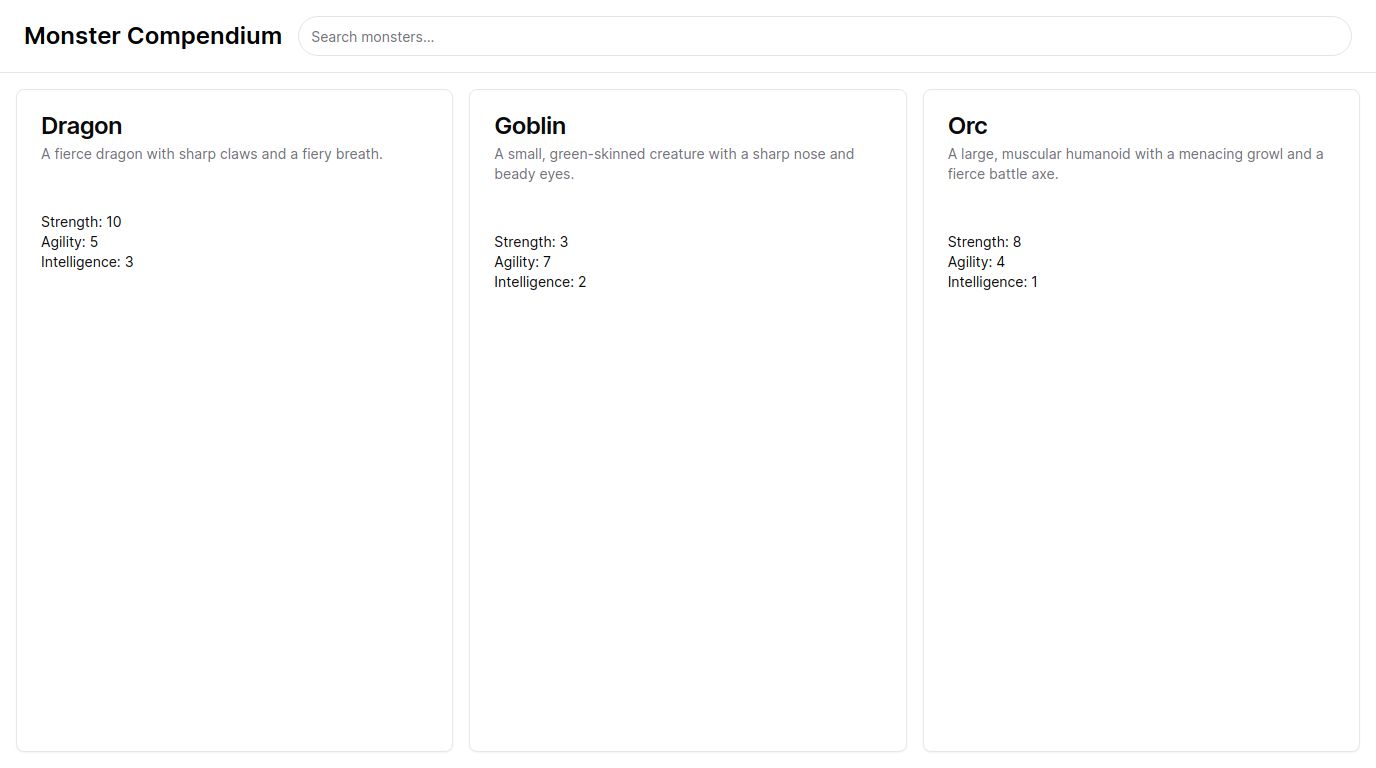 Monster Compendium
Search monsters...
Dragon
A fierce dragon with sharp claws and a fiery breath.
Strength: 10
Agility: 5
Intelligence: 3
Goblin
A small, green-skinned creature with a sharp nose and
beady eyes.
Strength: 3
Agility: 7
Intelligence: 2
Orc
A large, muscular humanoid with a menacing growl and a
fierce battle axe.
Strength: 8
Agility: 4
Intelligence: 1